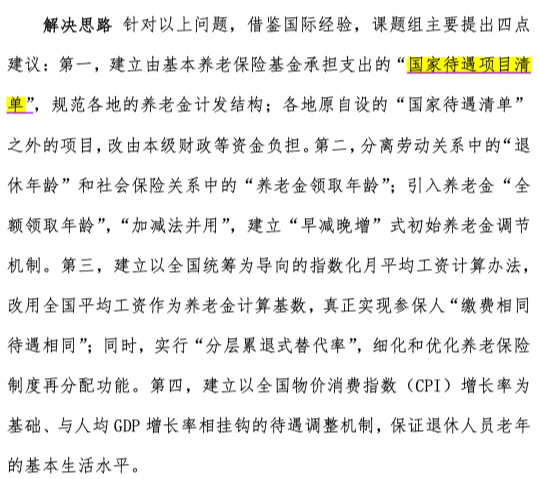 解决思路 针对以上问题，借鉴国际经验，课题组主要提出四点
建议：第一，建立由基本养老保险基金承担支出的“国家待遇项目清
单”，规范各地的养老金计发结构；各地原自设的“国家待遇清单”
之外的项目，改由本级财政等资金负担。第二，分离劳动关系中的“退
休年龄”和社会保险关系中的“养老金领取年龄”；引入养老金“全
额领取年龄”，“加减法并用”，建立“早减晚增”式初始养老金调节
机制。第三，建立以全国统筹为导向的指数化月平均工资计算办法，
改用全国平均工资作为养老金计算基数，真正实现参保人“缴费相同
待遇相同”；同时，实行“分层累退式替代率”，细化和优化养老保险
制度再分配功能。第四，建立以全国物价消费指数（CPI）增长率为
基础、与人均 GDP 增长率相挂钩的待遇调整机制，保证退休人员老年
的基本生活水平。